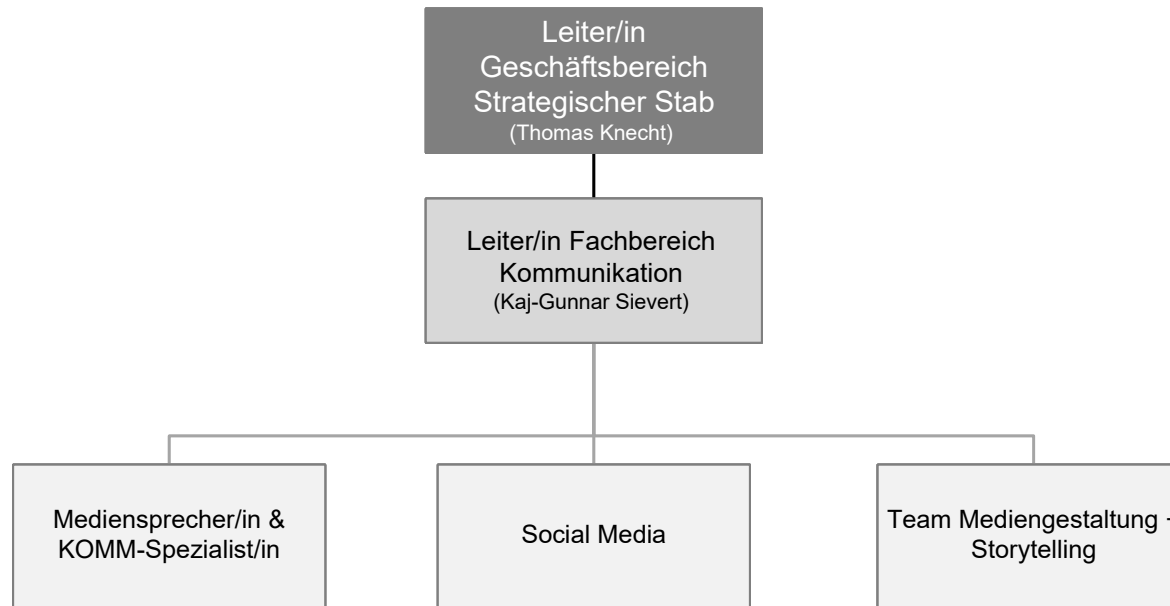 Leiter/in
Geschäftsbereich
Strategischer Stab
(Thomas Knecht)
Leiter/in Fachbereich
Kommunikation
(Kaj-Gunnar Sievert)
Mediensprecher/in &
KOMM-Spezialist/in
Social Media
Team Mediengestaltung
Storytelling